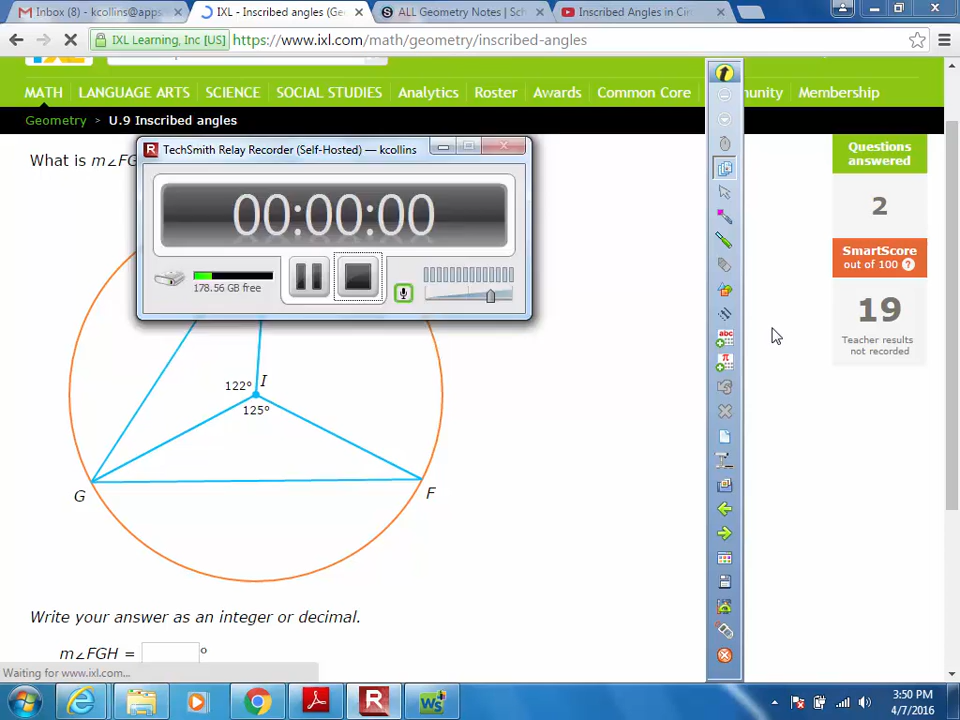 Inbox (8) - kcollins@apps
IXL - Inscribed angles (Ge
ALL Geometry Notes | Sch
Inscribed Angles in Circ
IXL Learning, Inc [US]
https://www.ixl.com/math/geometry/inscribed-angles
MATH LANGUAGE ARTS SCIENCE SOCIAL STUDIES Analytics Roster Awards Common Core munity Membership
Geometry > U.9 Inscribed angles
What is m∠FG
R TechSmith Relay Recorder (Self-Hosted) — kcollins
00:00:00
178.56 GB free
Questions
answered
2
SmartScore
out of 100 ?
19
Teacher results
not recorded
abc
π
122° I
125°
G
F
Write your answer as an integer or decimal.
m∠FGH = °
Waiting for www.ixl.com...
3:50 PM
4/7/2016